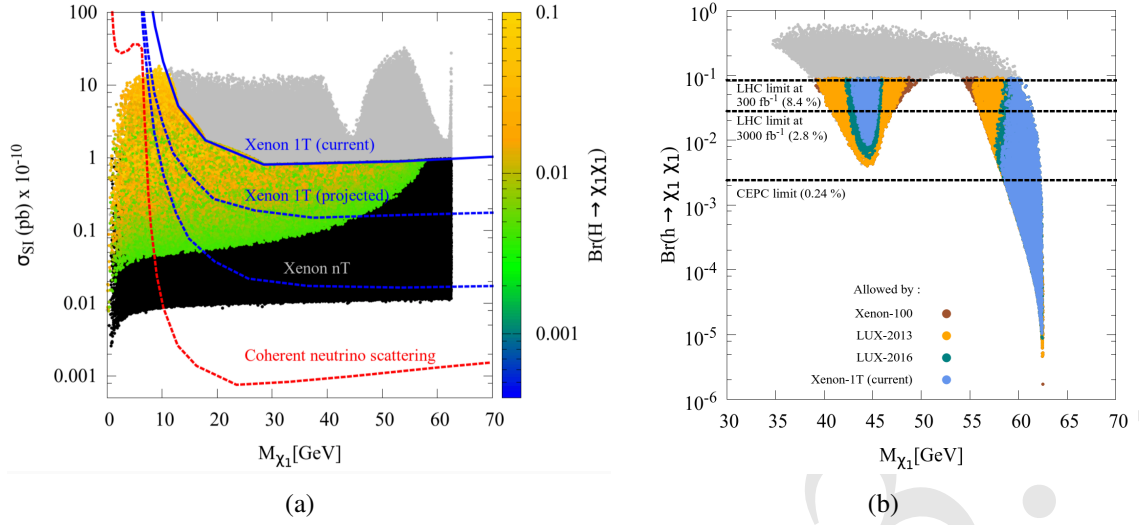 100
10
1
0.1
0.01
0.001
σSI (pb) x 10-10
Xenon 1T (current)
Xenon 1T (projected)
Xenon nT
Coherent neutrino scattering
0 10 20 30 40 50 60 70
Mχ1[GeV]
0.1
0.01
0.001
Br(H → χ1χ1)
(a)
100
10-1
10-2
10-3
10-4
10-5
10-6
Br(h → χ1 χ1)
LHC limit at
300 fb-1 (8.4 %)
LHC limit at
3000 fb-1 (2.8 %)
CEPC limit (0.24 %)
Allowed by :
Xenon-100
LUX-2013
LUX-2016
Xenon-1T (current)
30 35 40 45 50 55 60 65 70
Mχ1[GeV]
(b)